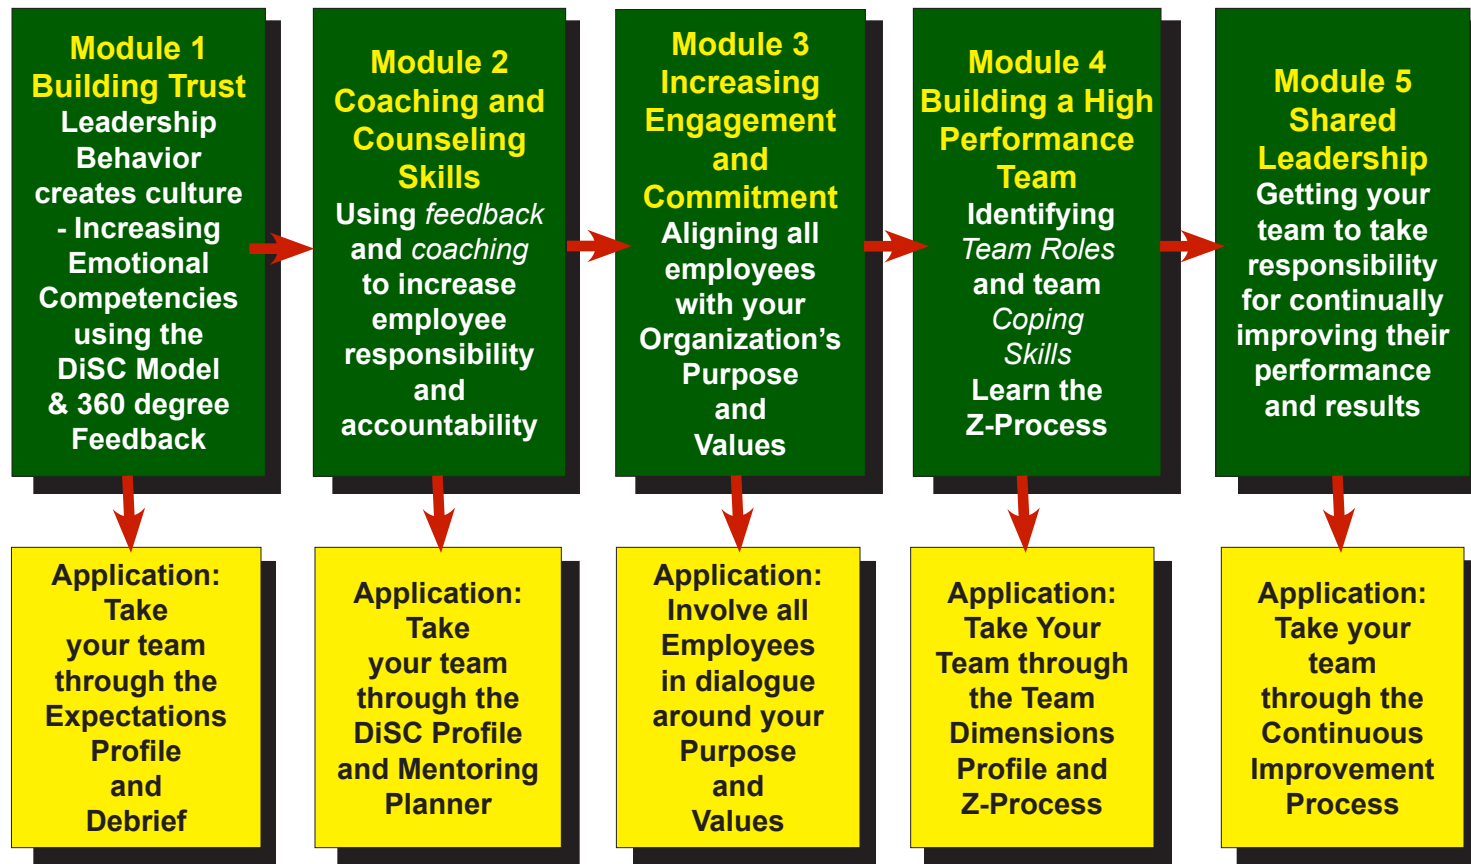 Module 1
Building Trust
Leadership
Behavior
creates culture
- Increasing
Emotional
Competencies
using the
DiSC Model
& 360 degree
Feedback
Module 2
Coaching and
Counseling
Skills
Using feedback
and coaching
to increase
employee
responsibility
and
accountability
Module 3
Increasing
Engagement
and
Commitment
Aligning all
employees
with your
Organization’s
Purpose
and
Values
Module 4
Building a High
Performance
Team
Identifying
Team Roles
and team
Coping
Skills
Learn the
Z-Process
Module 5
Shared
Leadership
Getting your
team to take
responsibility
for continually
improving their
performance
and results
Application:
Take
your team
through the
Expectations
Profile
and
Debrief
Application:
Take
your team
through the
DiSC Profile
and Mentoring
Planner
Application:
Involve all
Employees
in dialogue
around your
Purpose
and
Values
Application:
Take Your
Team through
the Team
Dimensions
Profile and
Z-Process
Application:
Take your
team
through the
Continuous
Improvement
Process